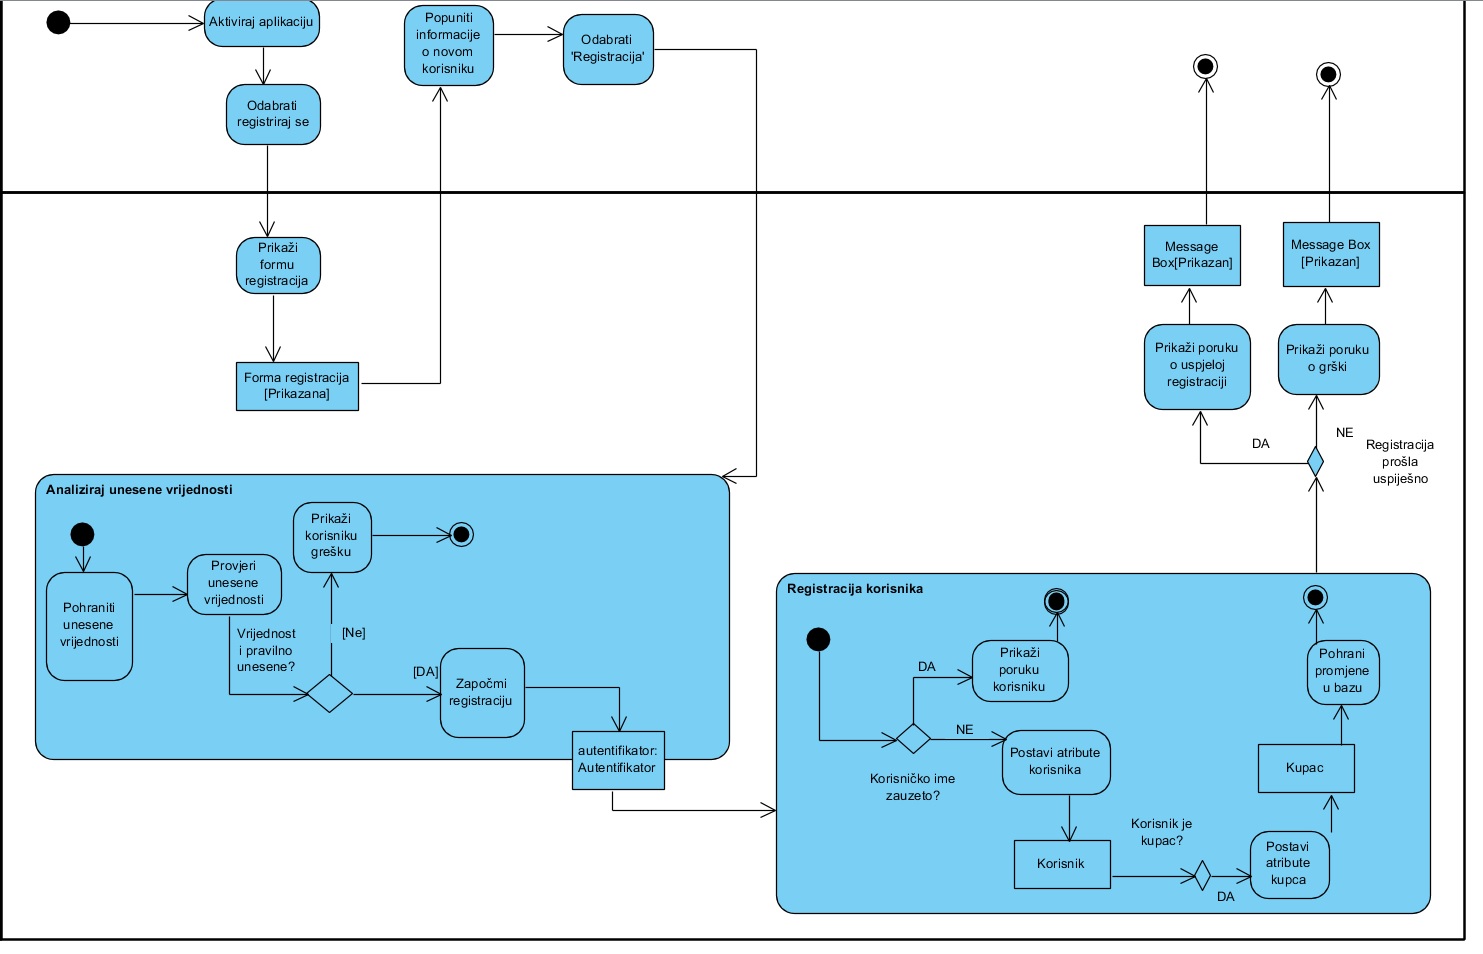 Aktiviraj aplikaciju
Odabrati
registriraj se
Popuniti
informacije
o novom
korisniku
Odabrati
'Registracija'
Prikaži
formu
registracija
Forma registracija
[Prikazana]
Message
Box[Prikazan]
Message Box
[Prikazan]
Prikaži poruku
o uspjeloj
registraciji
Prikaži poruku
o grški
DA
NE
Registracija
prošla
uspiješno
Analiziraj unesene vrijednosti
Pohraniti
unesene
vrijednosti
Provjeri
unesene
vrijednosti
Prikaži
korisniku
grešku
Vrijednost
i pravilno
unesene?
[Ne]
[DA]
Započmi
registraciju
autentifikator:
Autentifikator
Registracija korisnika
Korisničko ime
zauzeto?
DA
NE
Prikaži
poruku
korisniku
Postavi atribute
korisnika
Korisnik
Korisnik je
kupac?
DA
Postavi
atribute
kupca
Kupac
Pohrani
promjene
u bazu